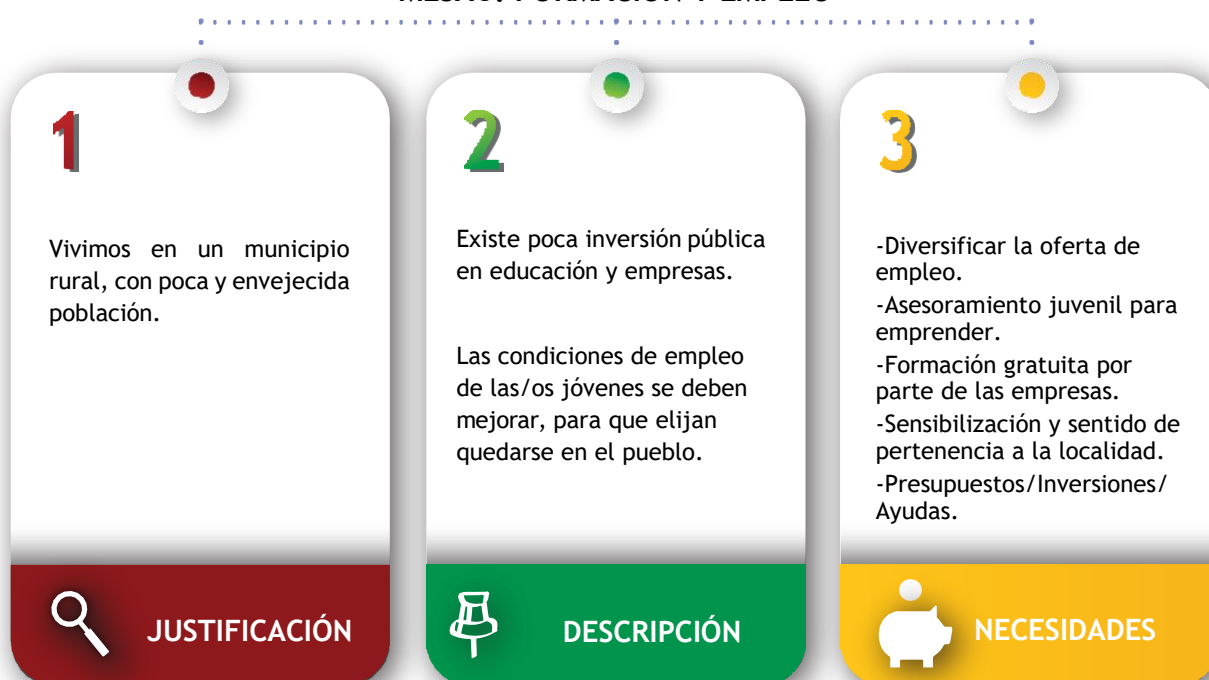 1
Vivimos en un municipio
rural, con poca y envejecida
población.
JUSTIFICACIÓN
2
Existe poca inversión pública
en educación y empresas.
Las condiciones de empleo
de las/os jóvenes se deben
mejorar, para que elijan
quedarse en el pueblo.
DESCRIPCIÓN
3
-Diversificar la oferta de
empleo.
-Asesoramiento juvenil para
emprender.
-Formación gratuita por
parte de las empresas.
-Sensibilización y sentido de
pertenencia a la localidad.
-Presupuestos/Inversiones/
Ayudas.
NECESIDADES